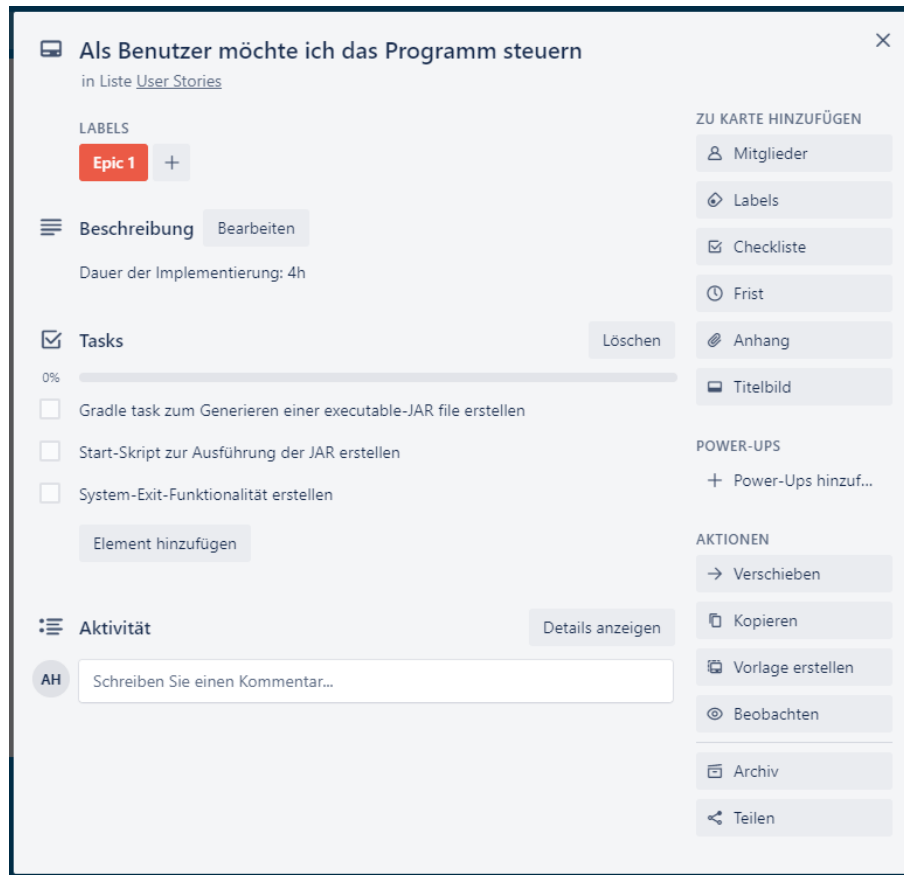 Als Benutzer möchte ich das Programm steuern
in Liste User Stories
LABELS
Epic 1
Beschreibung Bearbeiten
Dauer der Implementierung: 4h
Tasks Löschen
0%
Gradle task zum Generieren einer executable-JAR file erstellen
Start-Skript zur Ausführung der JAR erstellen
System-Exit-Funktionalität erstellen
Element hinzufügen
Aktivität Details anzeigen
AH Schreiben Sie einen Kommentar...
ZU KARTE HINZUFÜGEN
Mitglieder
Labels
Checkliste
Frist
Anhang
Titelbild
POWER-UPS
Power-Ups hinzuf...
AKTIONEN
Verschieben
Kopieren
Vorlage erstellen
Beobachten
Archiv
Teilen